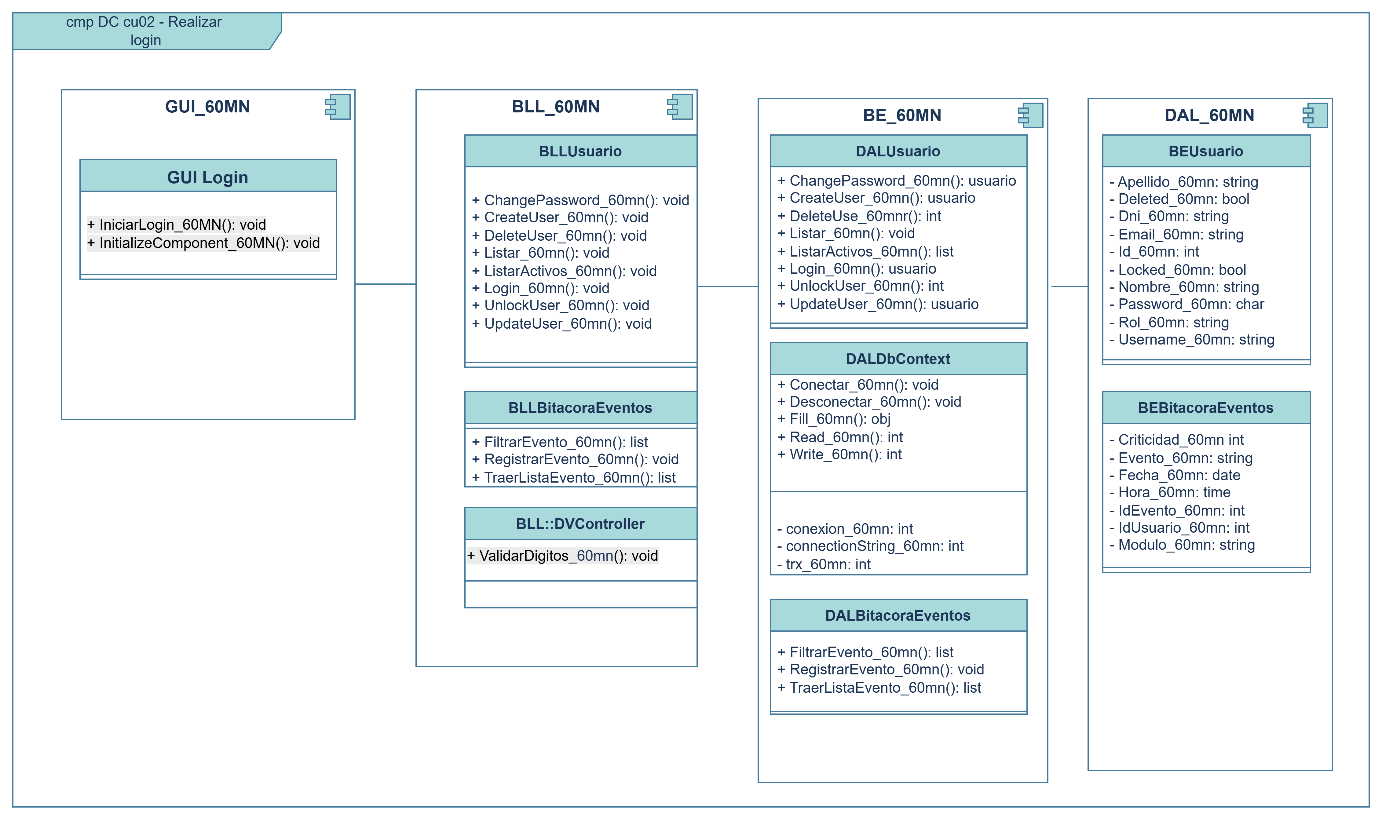 cmp DC cu02 - Realizar
login
GUI_60MN
GUI Login
+ IniciarLogin_60MN(): void
+ InitializeComponent_60MN(): void
BLL_60MN
BLLUsuario
+ ChangePassword_60mn(): void
+ CreateUser_60mn(): void
+ DeleteUser_60mn(): void
+ Listar_60mn(): void
+ ListarActivos_60mn(): void
+ Login_60mn(): void
+ UnlockUser_60mn(): void
+ UpdateUser_60mn(): void
BLLBitacoraEventos
+ FiltrarEvento_60mn(): list
+ RegistrarEvento_60mn(): void
+ TraerListaEvento_60mn(): list
BLL::DVController
+ ValidarDigitos_60mn(): void
BE_60MN
DALUsuario
+ ChangePassword_60mn(): usuario
+ CreateUser_60mn(): usuario
+ DeleteUse_60mnr(): int
+ Listar_60mn(): void
+ ListarActivos_60mn(): list
+ Login_60mn(): usuario
+ UnlockUser_60mn(): int
+ UpdateUser_60mn(): usuario
DALDbContext
+ Conectar_60mn(): void
+ Desconectar_60mn(): void
+ Fill_60mn(): obj
+ Read_60mn(): int
+ Write_60mn(): int
- conexion_60mn: int
- connectionString_60mn: int
- trx_60mn: int
DALBitacoraEventos
+ FiltrarEvento_60mn(): list
+ RegistrarEvento_60mn(): void
+ TraerListaEvento_60mn(): list
DAL_60MN
BEUsuario
- Apellido_60mn: string
- Deleted_60mn: bool
- Dni_60mn: string
- Email_60mn: string
- Id_60mn: int
- Locked_60mn: bool
- Nombre_60mn: string
- Password_60mn: char
- Rol_60mn: string
- Username_60mn: string
BEBitacoraEventos
- Criticidad_60mn int
- Evento_60mn: string
- Fecha_60mn: date
- Hora_60mn: time
- IdEvento_60mn: int
- IdUsuario_60mn: int
- Modulo_60mn: string